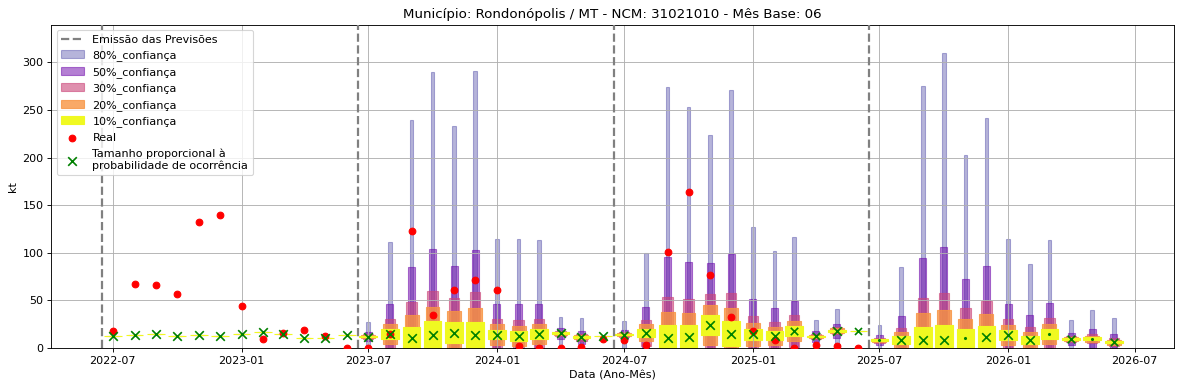 Município: Rondonópolis / MT - NCM: 31021010 - Mês Base: 06
Emissão das Previsões
80%_confiança
50%_confiança
30%_confiança
20%_confiança
10%_confiança
Real
Tamanho proporcional à
probabilidade de ocorrência
300
250
200
150
100
50
0
kt
2022-07 2023-01 2023-07 2024-01 2024-07 2025-01 2025-07 2026-01 2026-07
Data (Ano-Mês)